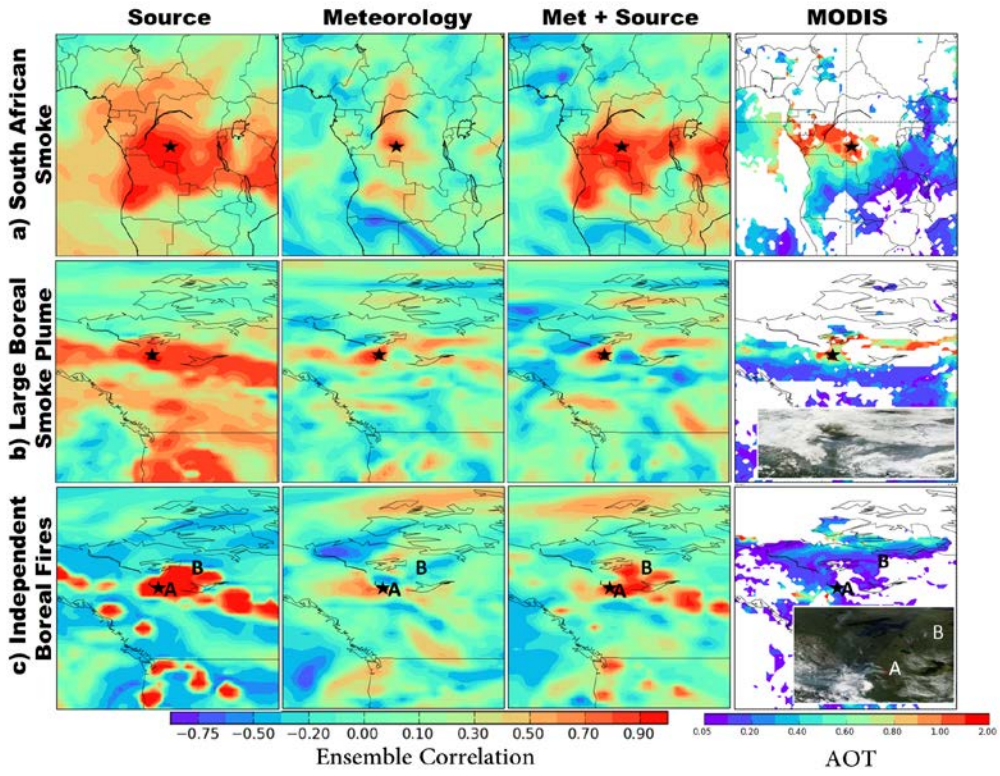 Source
Meteorology
Met + Source
MODIS
a) South African
Smoke
b) Large Boreal
Smoke Plume
c) Independent
Boreal Fires
B
A
B
A
B
A
B
A
B
A
−0.75 −0.50 −0.20 0.00 0.10 0.40 0.70 0.90
Ensemble Correlation
0.05 0.20 0.40 0.60 0.80 1.00 2.00
AOT